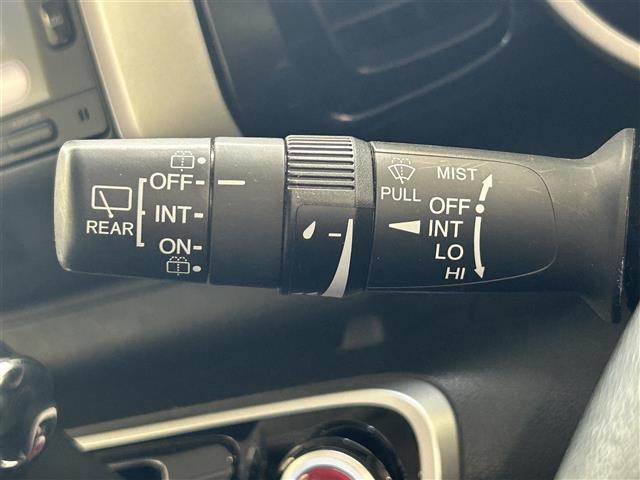 OFF
INT
REAR
ON
PULL
MIST
OFF
INT
LO
HI